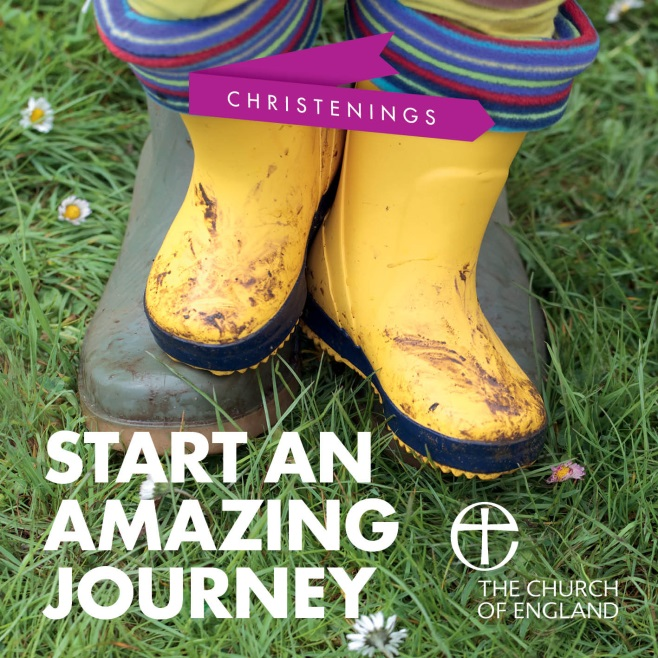 CHRISTENINGS
START AN
AMAZING
JOURNEY
THE CHURCH
OF ENGLAND